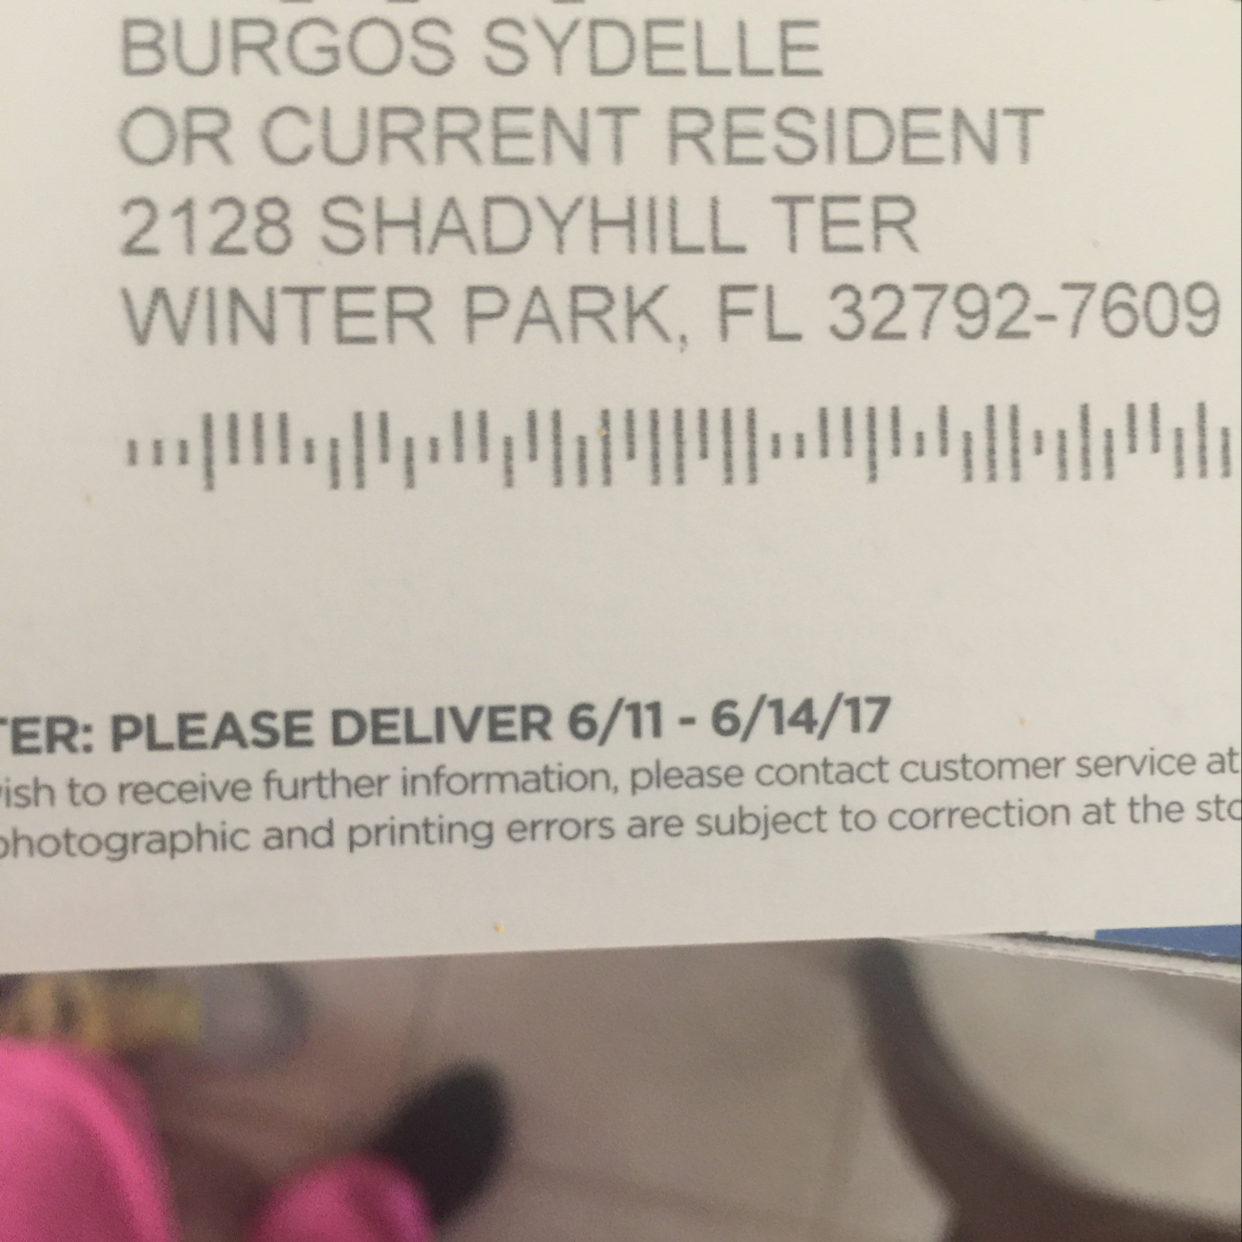 BURGOS SYDELLE
OR CURRENT RESIDENT
2128 SHADYHILL TER
WINTER PARK, FL 32792-7609
TER: PLEASE DELIVER 6/11 - 6/14/17
ish to receive further information, please contact customer service at
photographic and printing errors are subject to correction at the sto